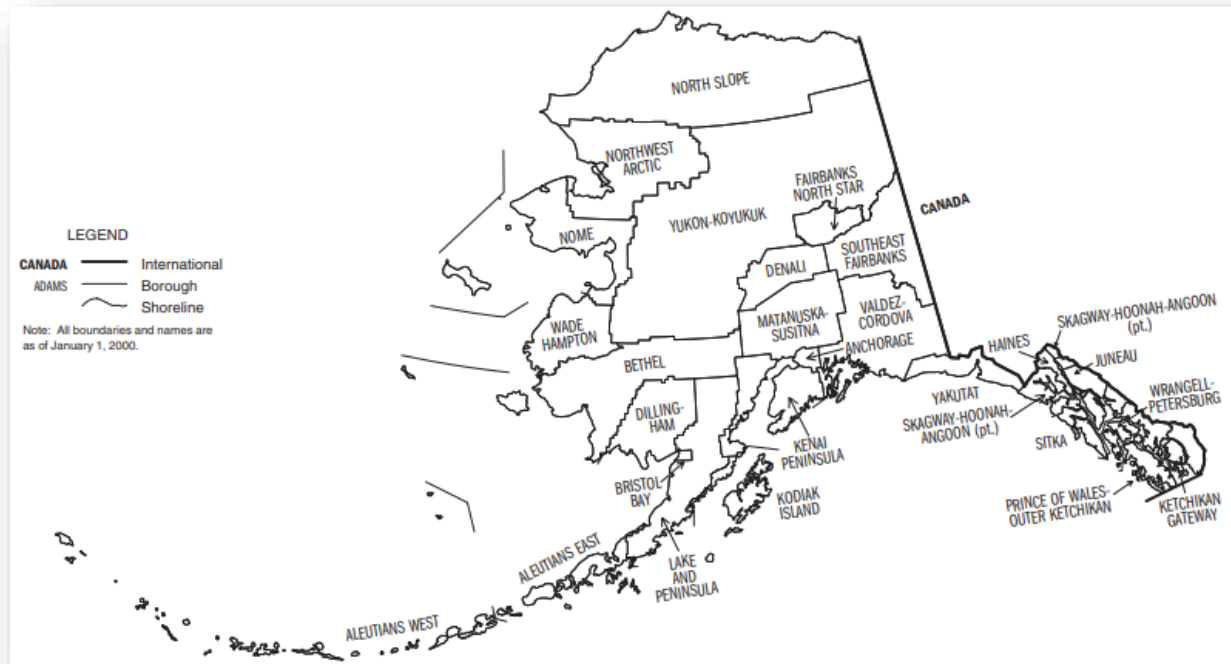 NORTH SLOPE
NORTHWEST
ARCTIC
FAIRBANKS
NORTH STAR
CANADA
YUKON-KOYUKUK
NOME
LEGEND
CANADA International
ADAMS Borough
Shoreline
Note: All boundaries and names are
as of January 1, 2000.
DENALI
SOUTHEAST
FAIRBANKS
WADE
HAMPTON
MATANUSKA-
SUSITNA
VALDEZ-
CORDOVA
ANCHORAGE
BETHEL
SKAGWAY-HOONAH-ANGOON
(pt.)
HAINES
JUNEAU
YAKUTAT
WRANGELL-
PETERSBURG
SKAGWAY-HOONAH-
ANGOON (pt.)
SITKA
DILLING-
HAM
KENAI
PENINSULA
BRISTOL
BAY
KODIAK
ISLAND
PRINCE OF WALES-
OUTER KETCHIKAN
KETCHIKAN
GATEWAY
ALEUTIANS EAST
LAKE
AND
PENINSULA
ALEUTIANS WEST